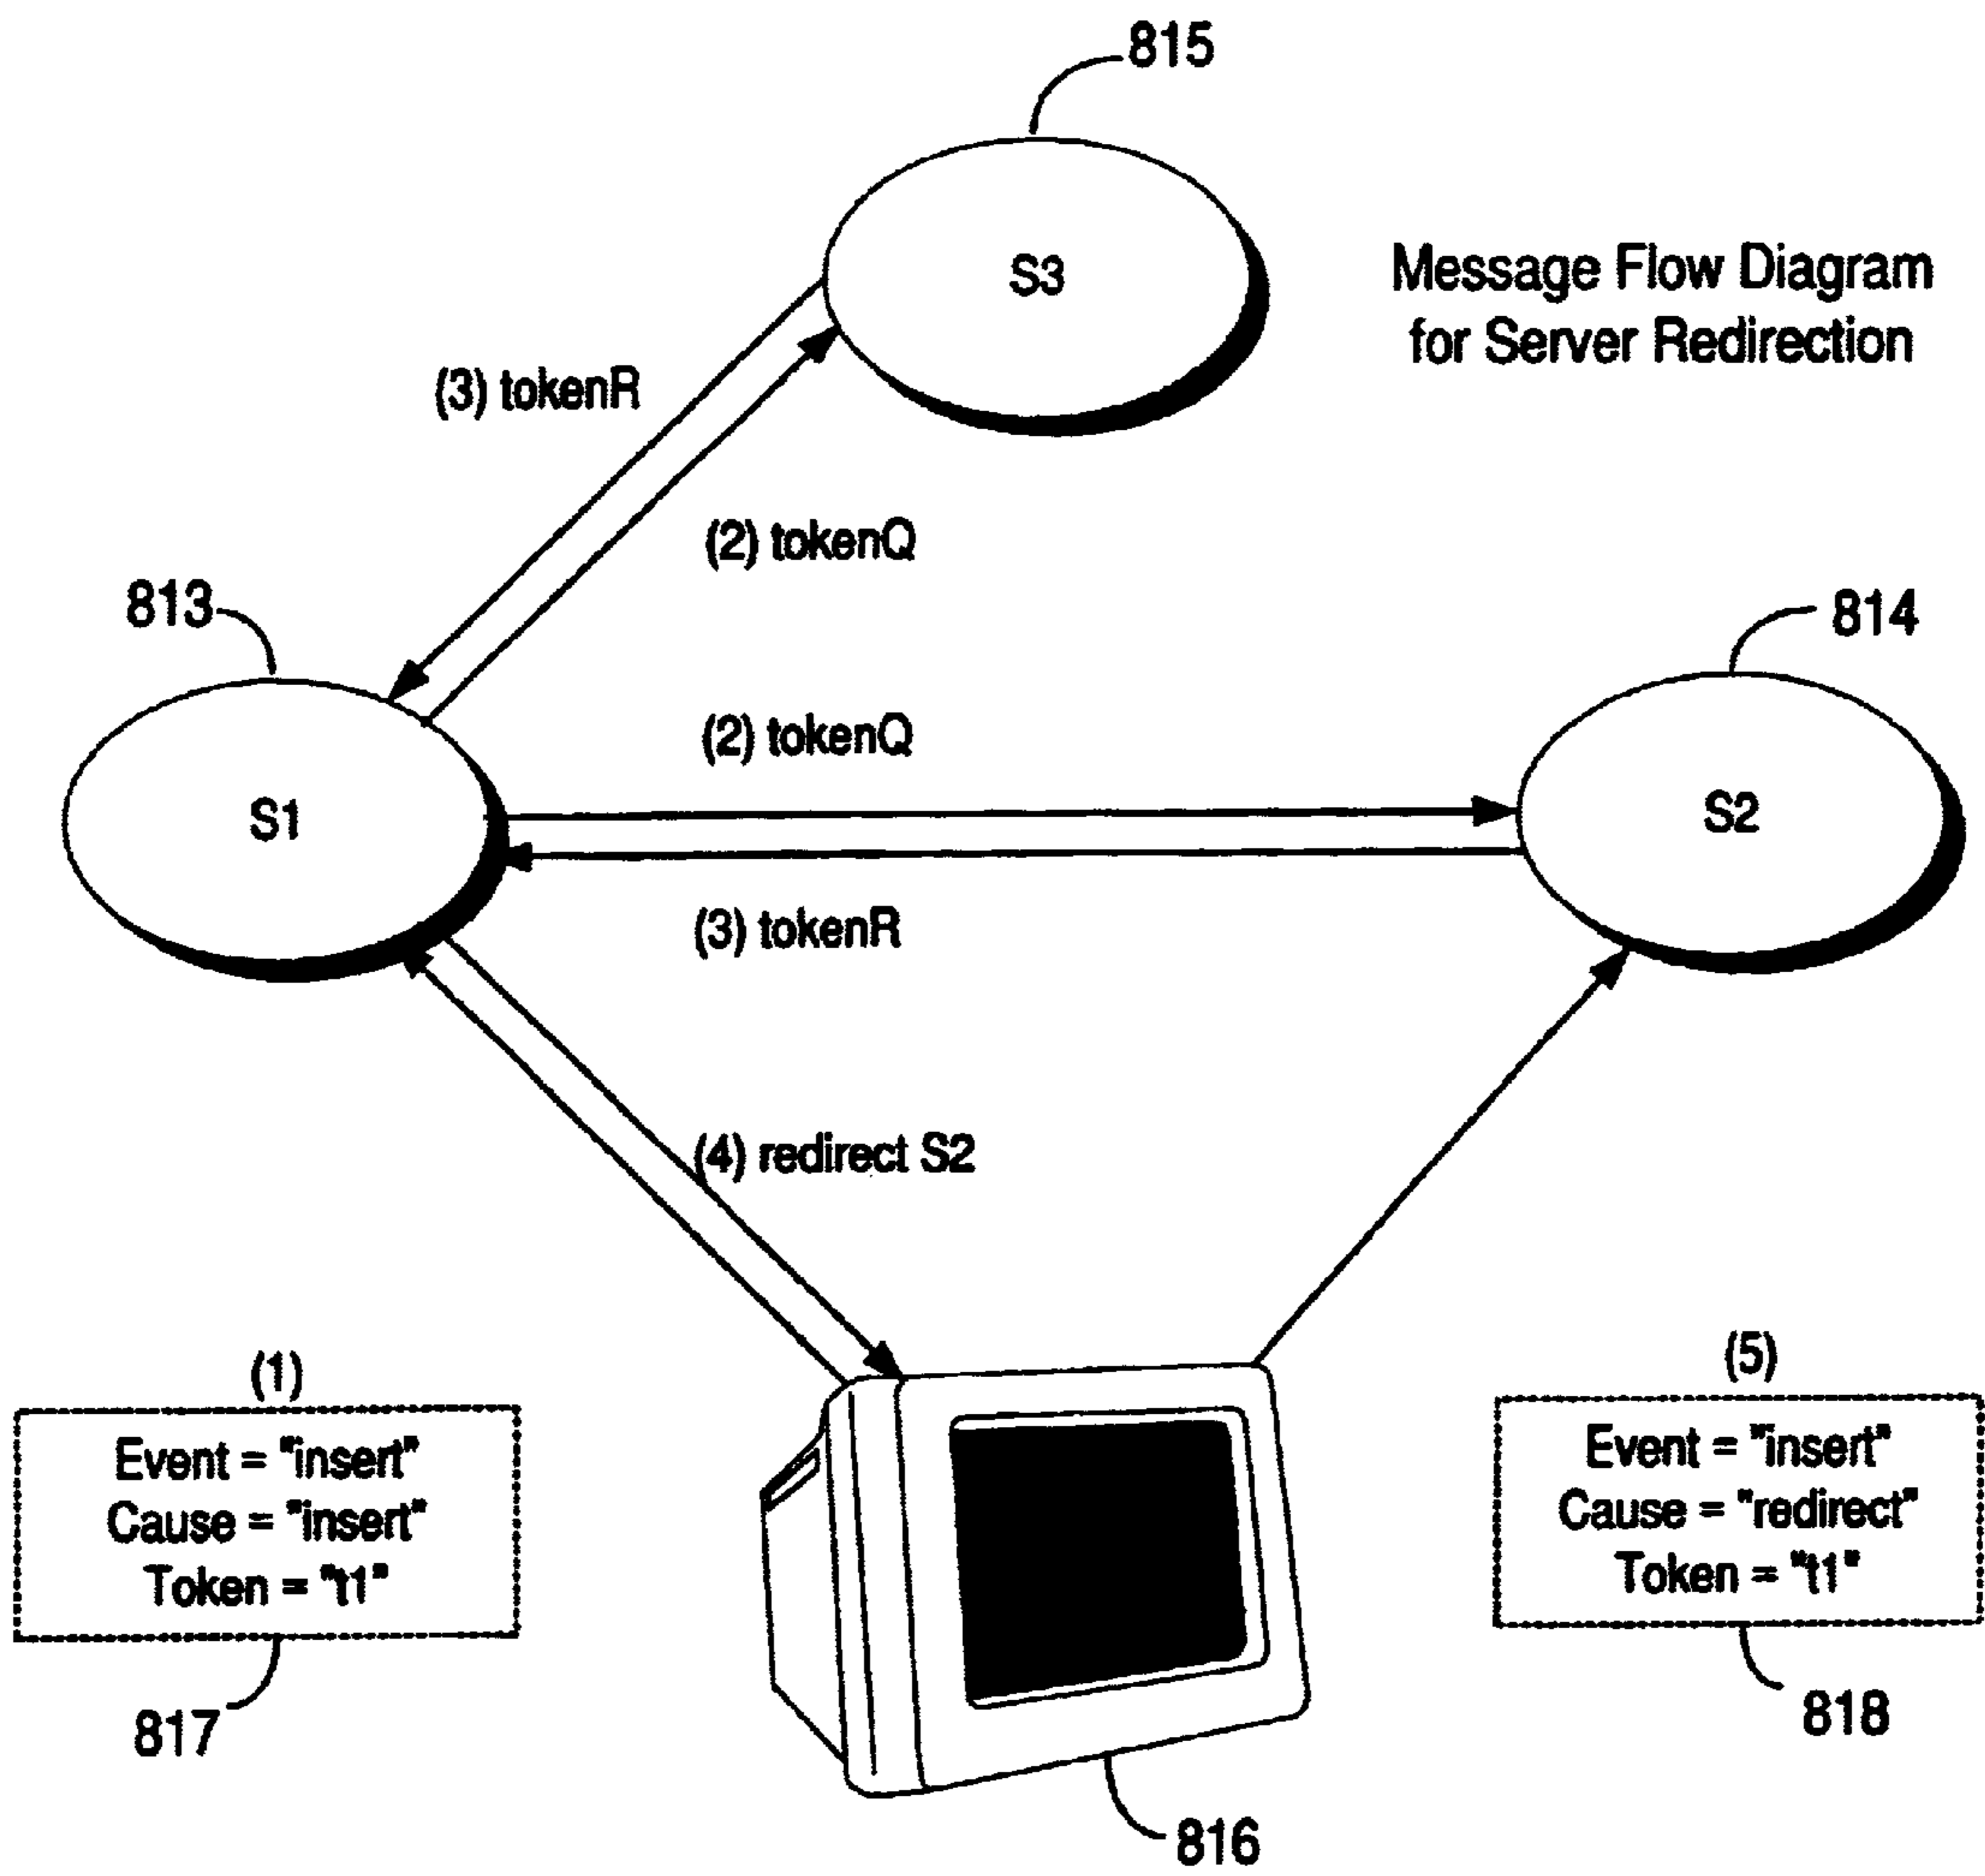 815
S3
Message Flow Diagram
for Server Redirection
(3) tokenR
(2) tokenQ
813
814
(2) tokenQ
S1
S2
(3) tokenR
(4) redirect S2
(1)
Event = "insert"
Cause = "insert"
Token = "t1"
817
(5)
Event = "insert"
Cause = "redirect"
Token = "t1"
818
816